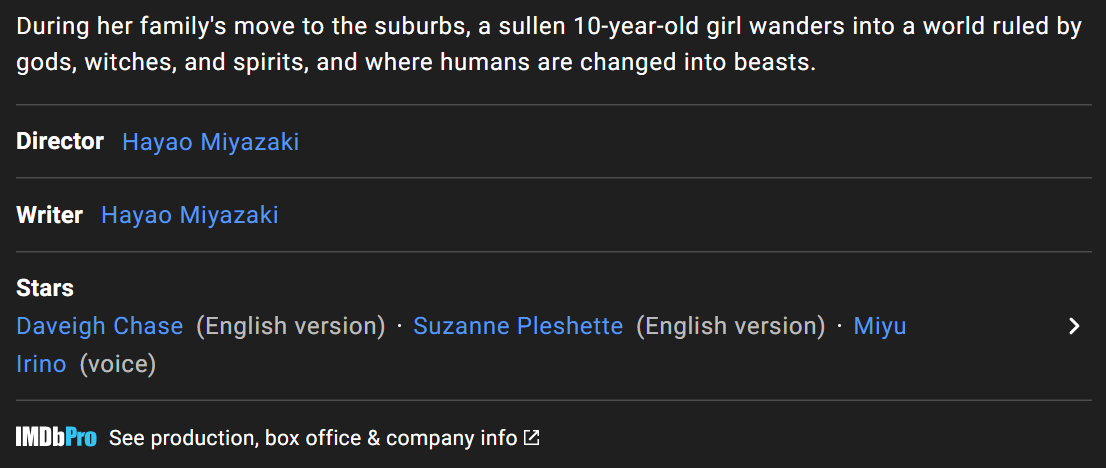 During her family's move to the suburbs, a sullen 10-year-old girl wanders into a world ruled by
gods, witches, and spirits, and where humans are changed into beasts.
Director Hayao Miyazaki
Writer Hayao Miyazaki
Stars
Daveigh Chase (English version) · Suzanne Pleshette (English version) · Miyu
Irino (voice)
IMDbPro See production, box office & company info